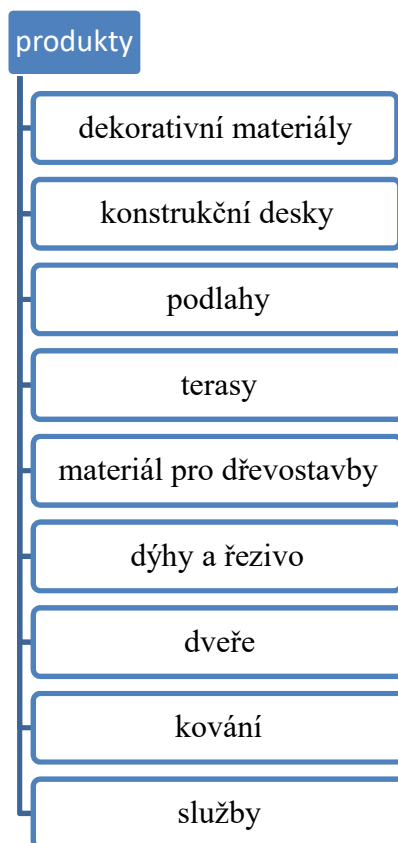 produkty
dekorativní materiály
konstrukční desky
podlahy
terasy
materiál pro dřevostavby
dýhy a řezivo
dveře
kování
služby